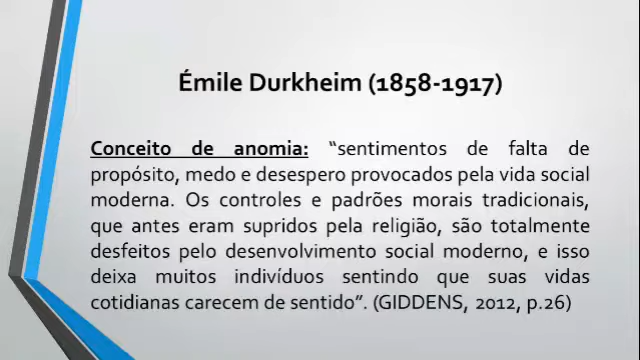 Émile Durkheim (1858-1917)
Conceito de anomia: “sentimentos de falta de
propósito, medo e desespero provocados pela vida social
moderna. Os controles e padrões morais tradicionais,
que antes eram supridos pela religião, são totalmente
desfeitos pelo desenvolvimento social moderno, e isso
deixa muitos indivíduos sentindo que suas vidas
cotidianas carecem de sentido”. (GIDDENS, 2012, p.26)